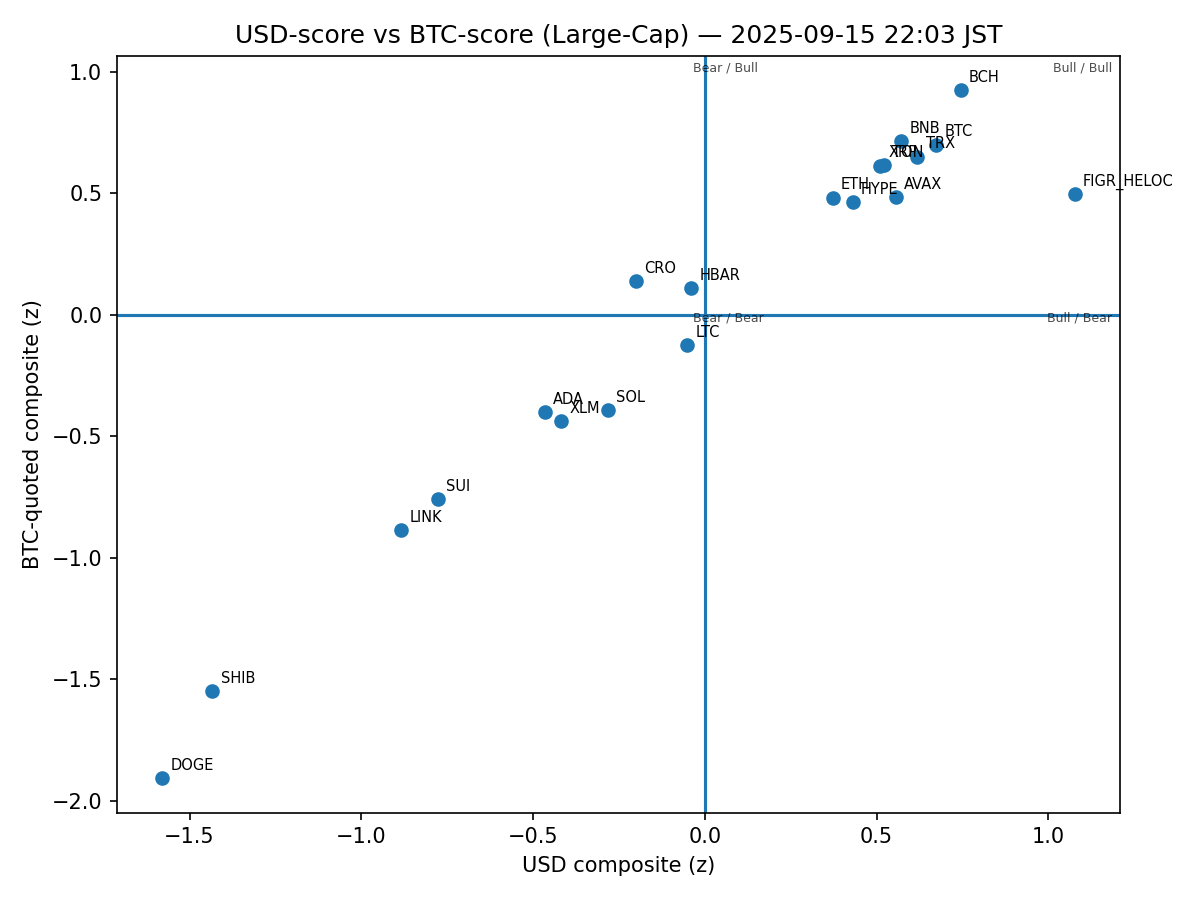 USD-score vs BTC-score (Large-Cap) — 2025-09-15 22:03 JST
Bear / Bull
Bull / Bull
BCH
BNB
BTC
TRX
XRP
TON
FIGR_HELOC
ETH
HYPE
AVAX
CRO
HBAR
Bear / Bear
Bull / Bear
LTC
ADA
XLM
SOL
SUI
LINK
SHIB
DOGE
1.0
0.5
0.0
−0.5
−1.0
−1.5
−2.0
BTC-quoted composite (z)
−1.5
−1.0
−0.5
0.0
0.5
1.0
USD composite (z)